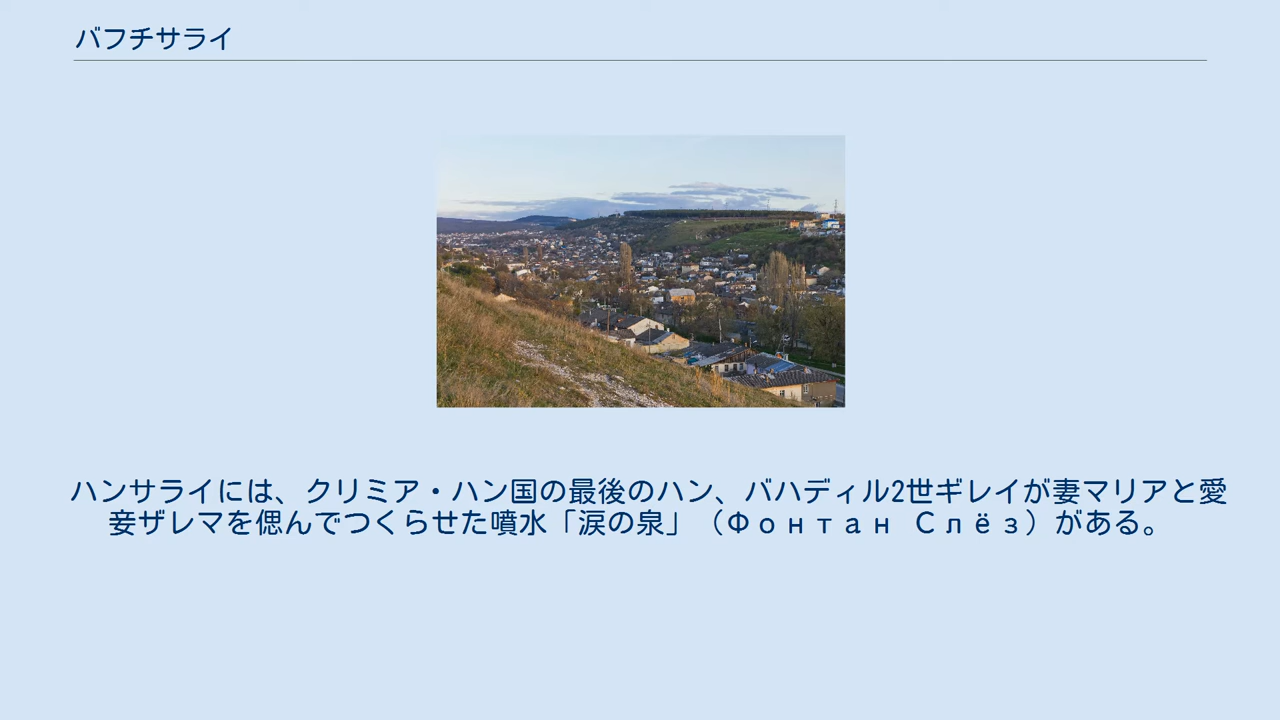 バフチサライ
ハンサライには、クリミア・ハン国の最後のハン、バハディル2世ギレイが妻マリアと愛
妾ザレマを偲んでつくらせた噴水「涙の泉」（Фонтан Слёз）がある。